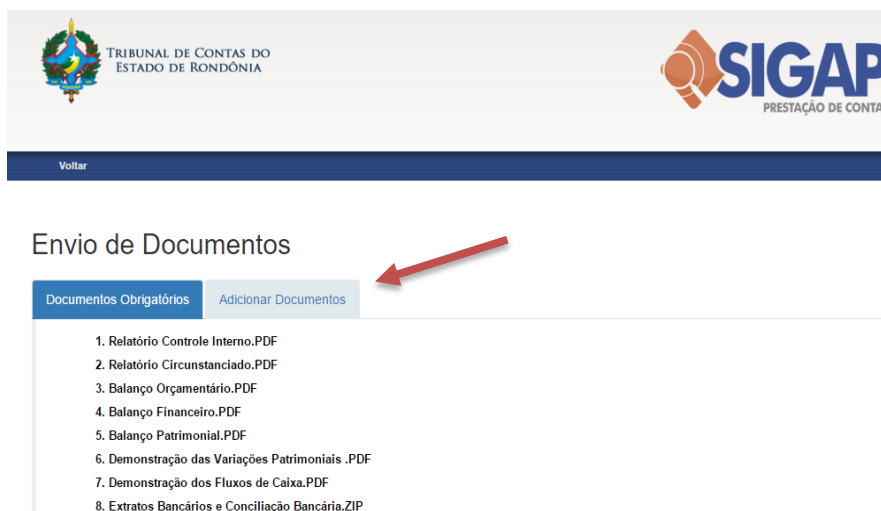 TRIBUNAL DE CONTAS DO
ESTADO DE RONDÔNIA
SIGAP
PRESTAÇÃO DE CONTA
Voltar
Envio de Documentos
Documentos Obrigatórios
Adicionar Documentos
1. Relatório Controle Interno.PDF
2. Relatório Circunstanciado.PDF
3. Balanço Orçamentário.PDF
4. Balanço Financeiro.PDF
5. Balanço Patrimonial.PDF
6. Demonstração das Variações Patrimoniais .PDF
7. Demonstração dos Fluxos de Caixa.PDF
8. Extratos Bancários e Conciliação Bancária.ZIP